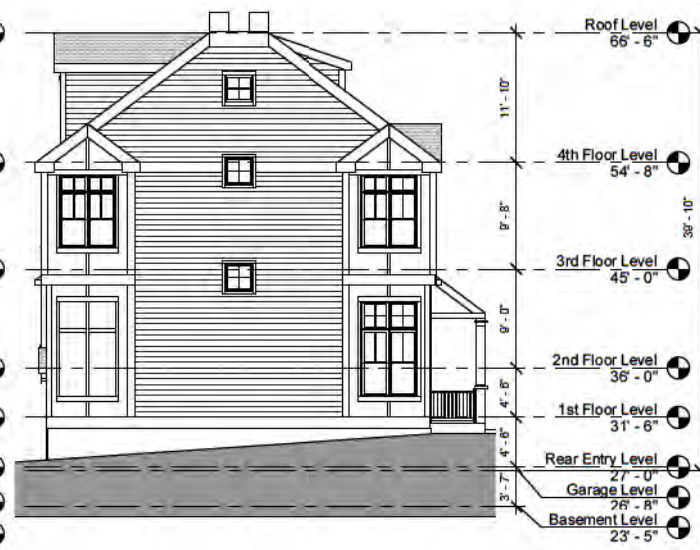 Roof Level
66' - 6"
11' - 10"
4th Floor Level
54' - 8"
39' - 10"
9' - 8"
3rd Floor Level
45' - 0"
9' - 0"
2nd Floor Level
36' - 0"
4' - 6"
1st Floor Level
31' - 6"
4' - 6"
Rear Entry Level
27' - 0"
Garage Level
26' - 8"
3' - 7"
Basement Level
23' - 5"